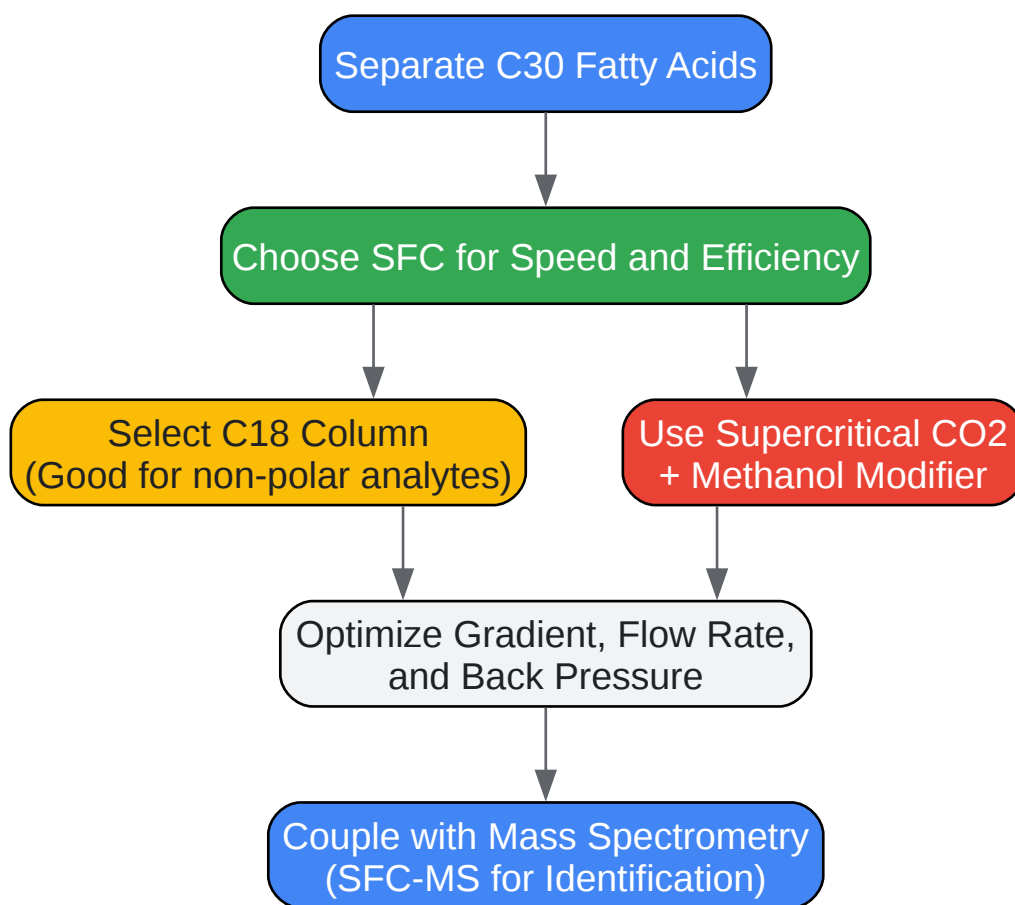 Separate C30 Fatty Acids
Choose SFC for Speed and Efficiency
Select C18 Column
(Good for non-polar analytes)
Use Supercritical CO2
+ Methanol Modifier
Optimize Gradient, Flow Rate,
and Back Pressure
Couple with Mass Spectrometry
(SFC-MS for Identification)